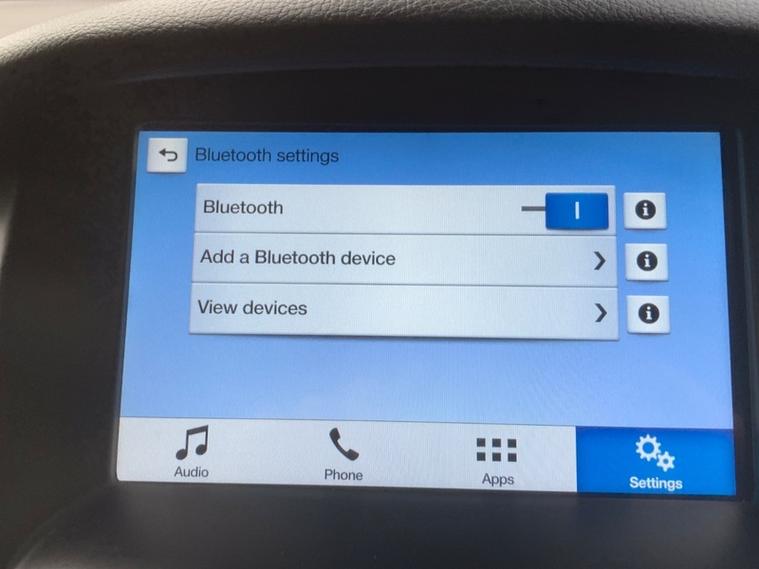 Bluetooth settings
Bluetooth
Add a Bluetooth device
View devices
Audio
Phone
Apps
Settings